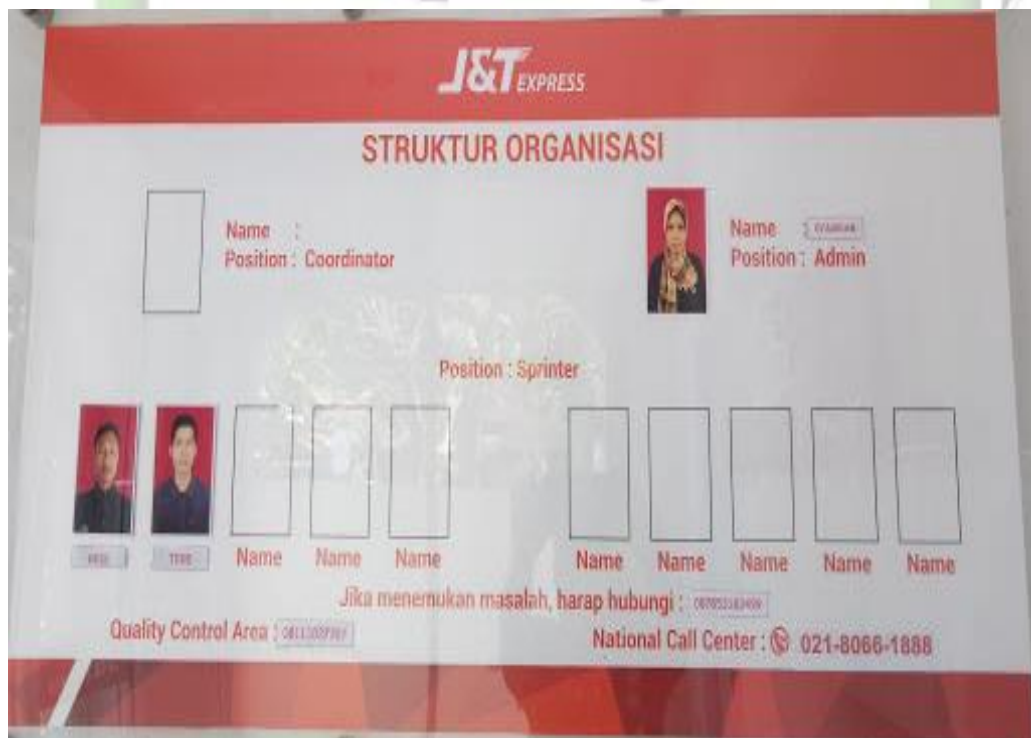 J&T EXPRESS
STRUKTUR ORGANISASI
Name :
Position : Coordinator
Name :
Position : Admin
Position : Sprinter
Name Name Name Name Name Name Name Name
Jika menemukan masalah, harap hubungi :
Quality Control Area :
National Call Center : 021-8066-1888